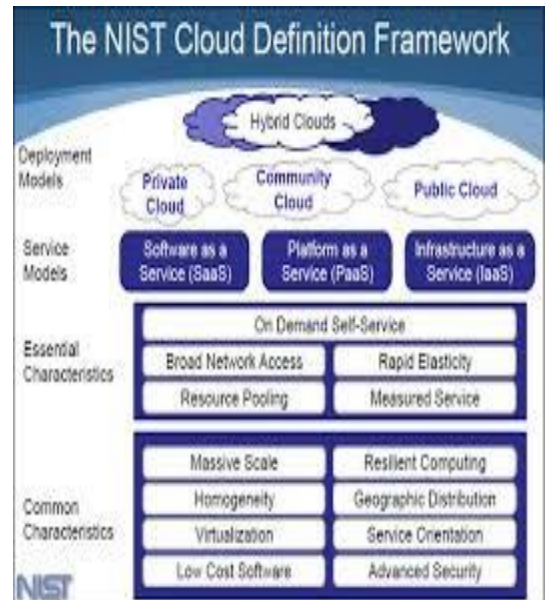 The NIST Cloud Definition Framework
Hybrid Clouds
Deployment
Models
Private
Cloud
Community
Cloud
Public Cloud
Service
Models
Software as a
Service (SaaS)
Platform as a
Service (PaaS)
Infrastructure as a
Service (IaaS)
Essential
Characteristics
On Demand Self-Service
Broad Network Access
Rapid Elasticity
Resource Pooling
Measured Service
Common
Characteristics
Massive Scale
Resilient Computing
Homogeneity
Geographic Distribution
Virtualization
Service Orientation
Low Cost Software
Advanced Security
NIST